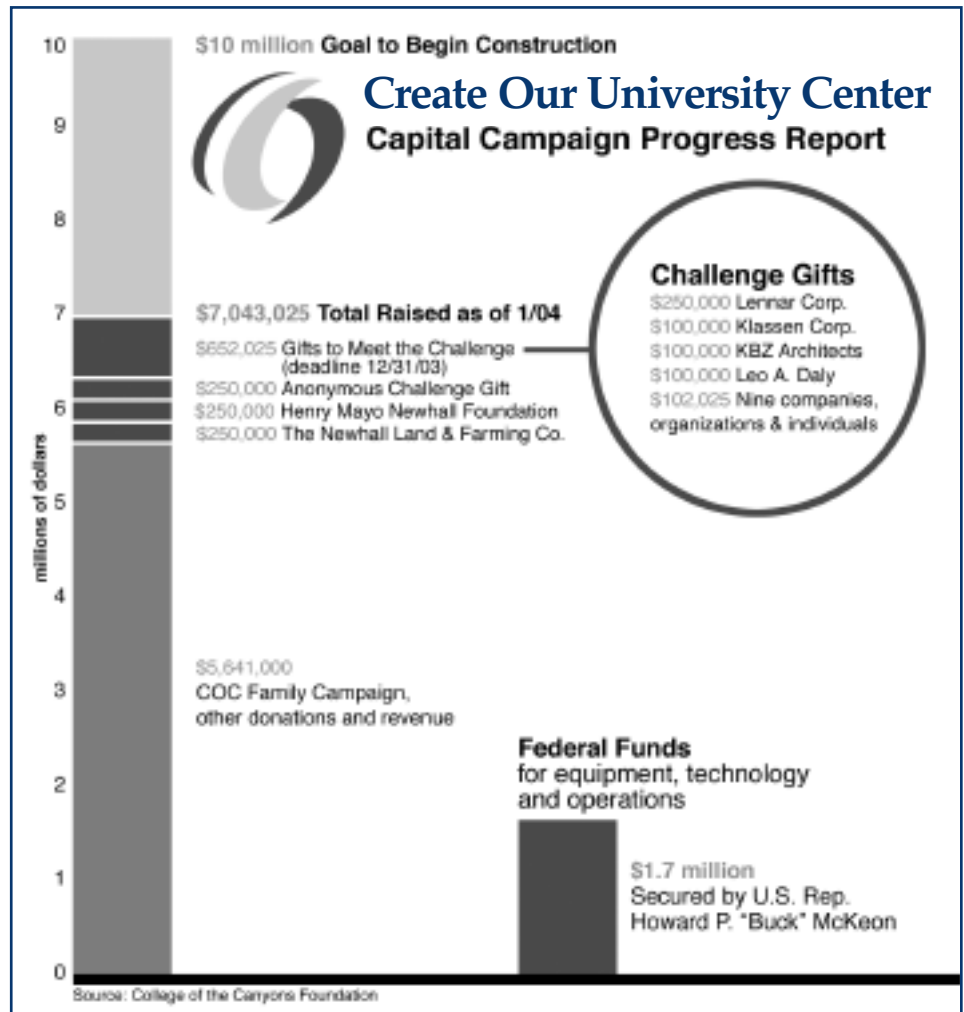 $10 million Goal to Begin Construction
Create Our University Center
Capital Campaign Progress Report
10
9
8
7
6
5
4
3
2
1
0
millions of dollars
$7,043,025 Total Raised as of 1/04
$652,025 Gifts to Meet the Challenge
(deadline 12/31/03)
$250,000 Anonymous Challenge Gift
$250,000 Henry Mayo Newhall Foundation
$250,000 The Newhall Land & Farming Co.
Challenge Gifts
$250,000 Lennar Corp.
$100,000 Klassen Corp.
$100,000 KBZ Architects
$100,000 Leo A. Daly
$102,025 Nine companies,
organizations & individuals
$5,641,000
COC Family Campaign,
other donations and revenue
Federal Funds
for equipment, technology
and operations
$1.7 million
Secured by U.S. Rep.
Howard P. "Buck" McKeon
Source: College of the Canyons Foundation